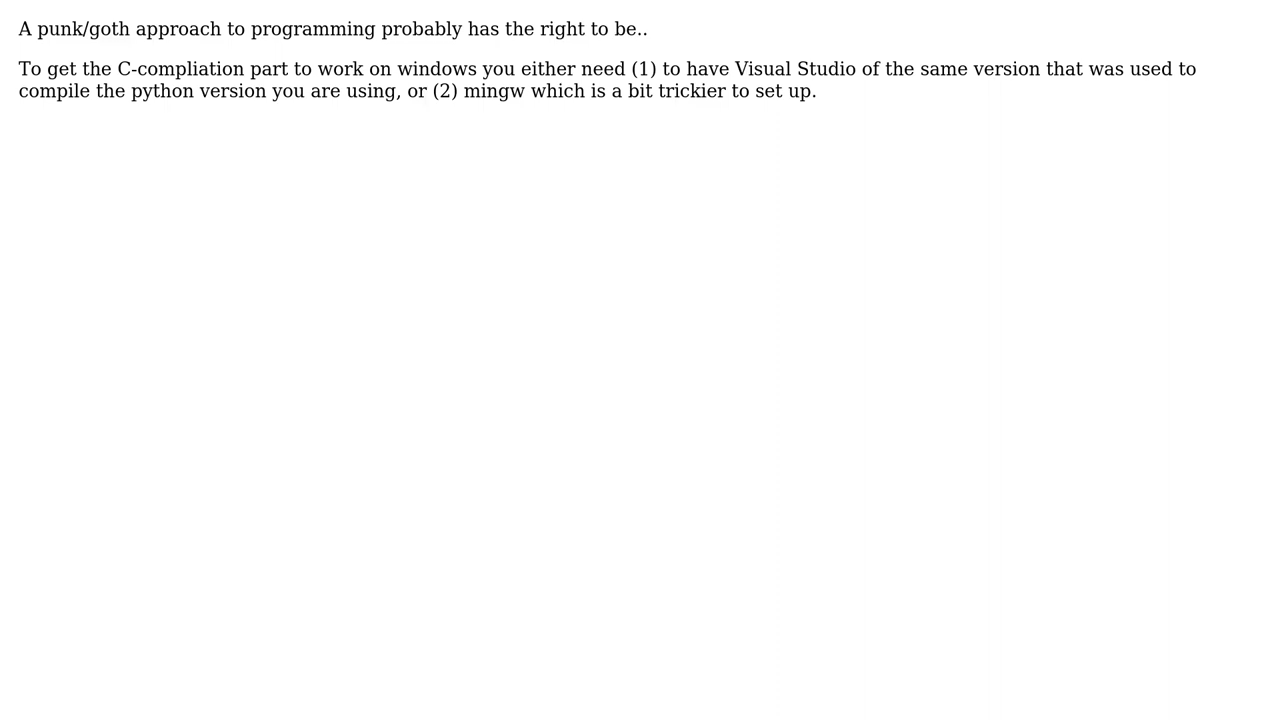 A punk/goth approach to programming probably has the right to be..
To get the C-compliation part to work on windows you either need (1) to have Visual Studio of the same version that was used to
compile the python version you are using, or (2) mingw which is a bit trickier to set up.